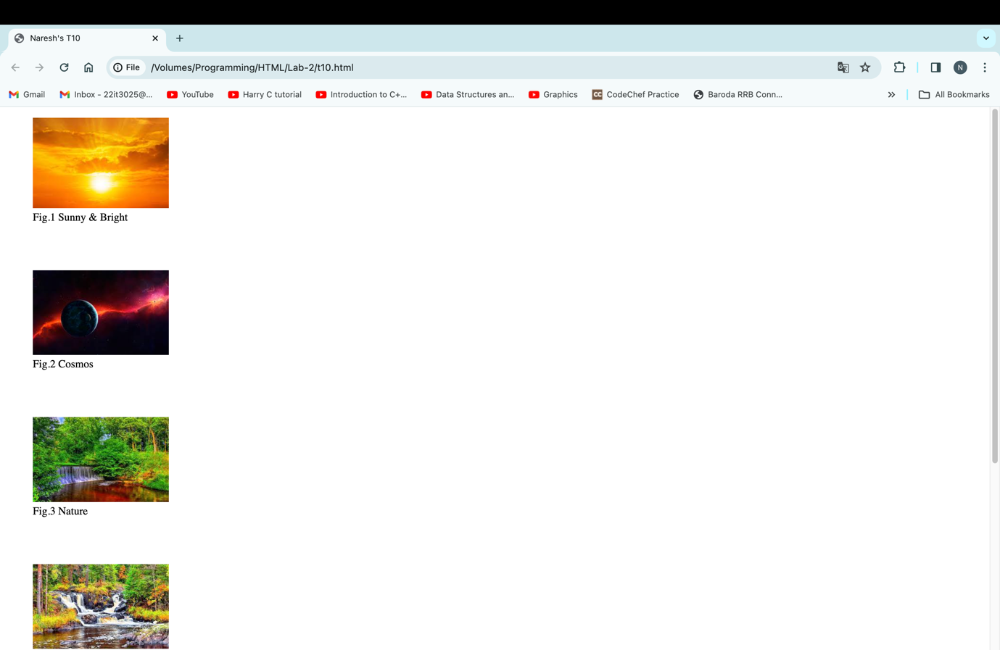 Naresh's T10
File /Volumes/Programming/HTML/Lab-2/t10.html
N
Gmail
Inbox - 22it3025@...
YouTube
Harry C tutorial
Introduction to C+...
Data Structures an...
Graphics
CC CodeChef Practice
Baroda RRB Conn...
All Bookmarks
Fig.1 Sunny & Bright
Fig.2 Cosmos
Fig.3 Nature